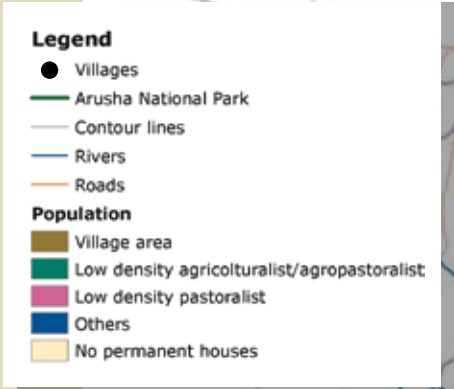 Legend
Villages
Arusha National Park
Contour lines
Rivers
Roads
Population
Village area
Low density agricolturalist/agropastoralist
Low density pastoralist
Others
No permanent houses